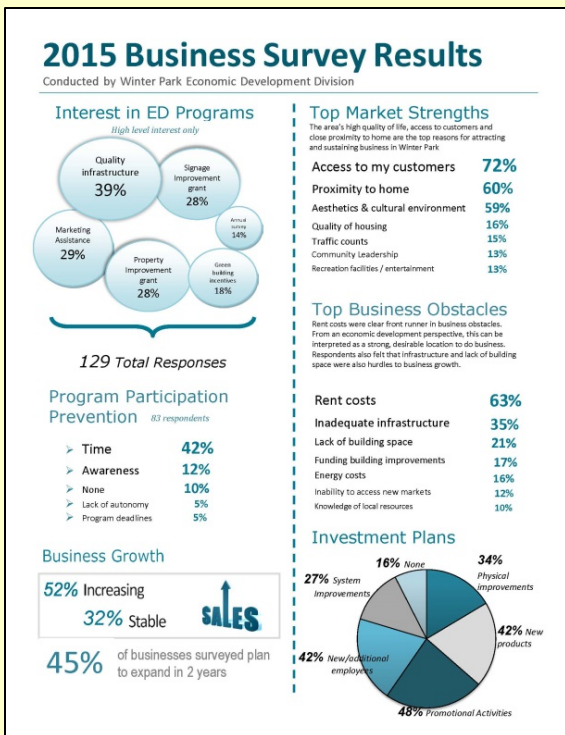 2015 Business Survey Results
Conducted by Winter Park Economic Development Division
Interest in ED Programs
High level interest only
Quality
infrastructure
39%
Signage
Improvement
grant
28%
Annual
survey
14%
Marketing
Assistance
29%
Property
Improvement
grant
28%
Green
building
incentives
18%
129 Total Responses
Program Participation
Prevention 83 respondents
Time 42%
Awareness 12%
None 10%
Lack of autonomy 5%
Program deadlines 5%
Business Growth
52% Increasing
32% Stable
SALES
45% of businesses surveyed plan
to expand in 2 years
Top Market Strengths
The area's high quality of life, access to customers and
close proximity to home are the top reasons for attracting
and sustaining business in Winter Park
Access to my customers 72%
Proximity to home 60%
Aesthetics & cultural environment 59%
Quality of housing 16%
Traffic counts 15%
Community Leadership 13%
Recreation facilities / entertainment 13%
Top Business Obstacles
Rent costs were clear front runner in business obstacles.
From an economic development perspective, this can be
interpreted as a strong, desirable location to do business.
Respondents also felt that infrastructure and lack of building
space were also hurdles to business growth.
Rent costs 63%
Inadequate infrastructure 35%
Lack of building space 21%
Funding building improvements 17%
Energy costs 16%
Inability to access new markets 12%
Knowledge of local resources 10%
Investment Plans
16% None
34%
Physical
improvements
27% System
Improvements
42% New
products
42% New/additional
employees
48% Promotional Activities